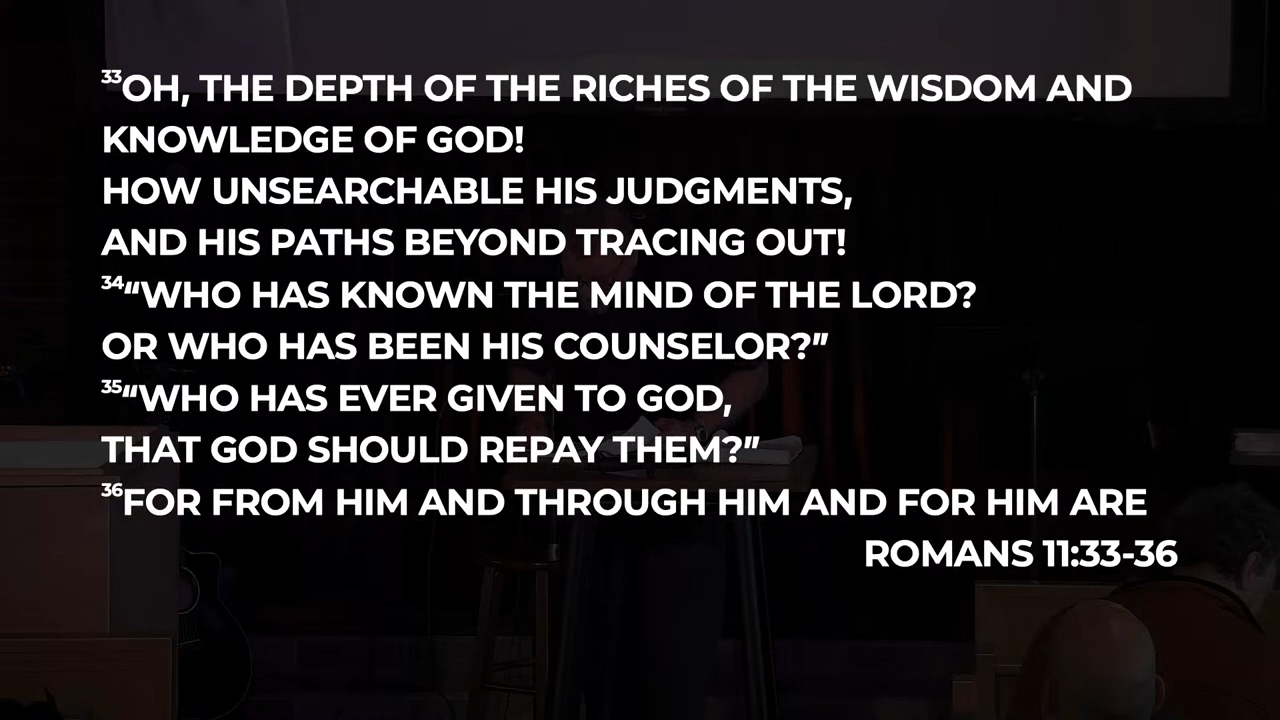 ³³OH, THE DEPTH OF THE RICHES OF THE WISDOM AND
KNOWLEDGE OF GOD!
HOW UNSEARCHABLE HIS JUDGMENTS,
AND HIS PATHS BEYOND TRACING OUT!
³⁴“WHO HAS KNOWN THE MIND OF THE LORD?
OR WHO HAS BEEN HIS COUNSELOR?”
³⁵“WHO HAS EVER GIVEN TO GOD,
THAT GOD SHOULD REPAY THEM?”
³⁶FOR FROM HIM AND THROUGH HIM AND FOR HIM ARE
ROMANS 11:33-36